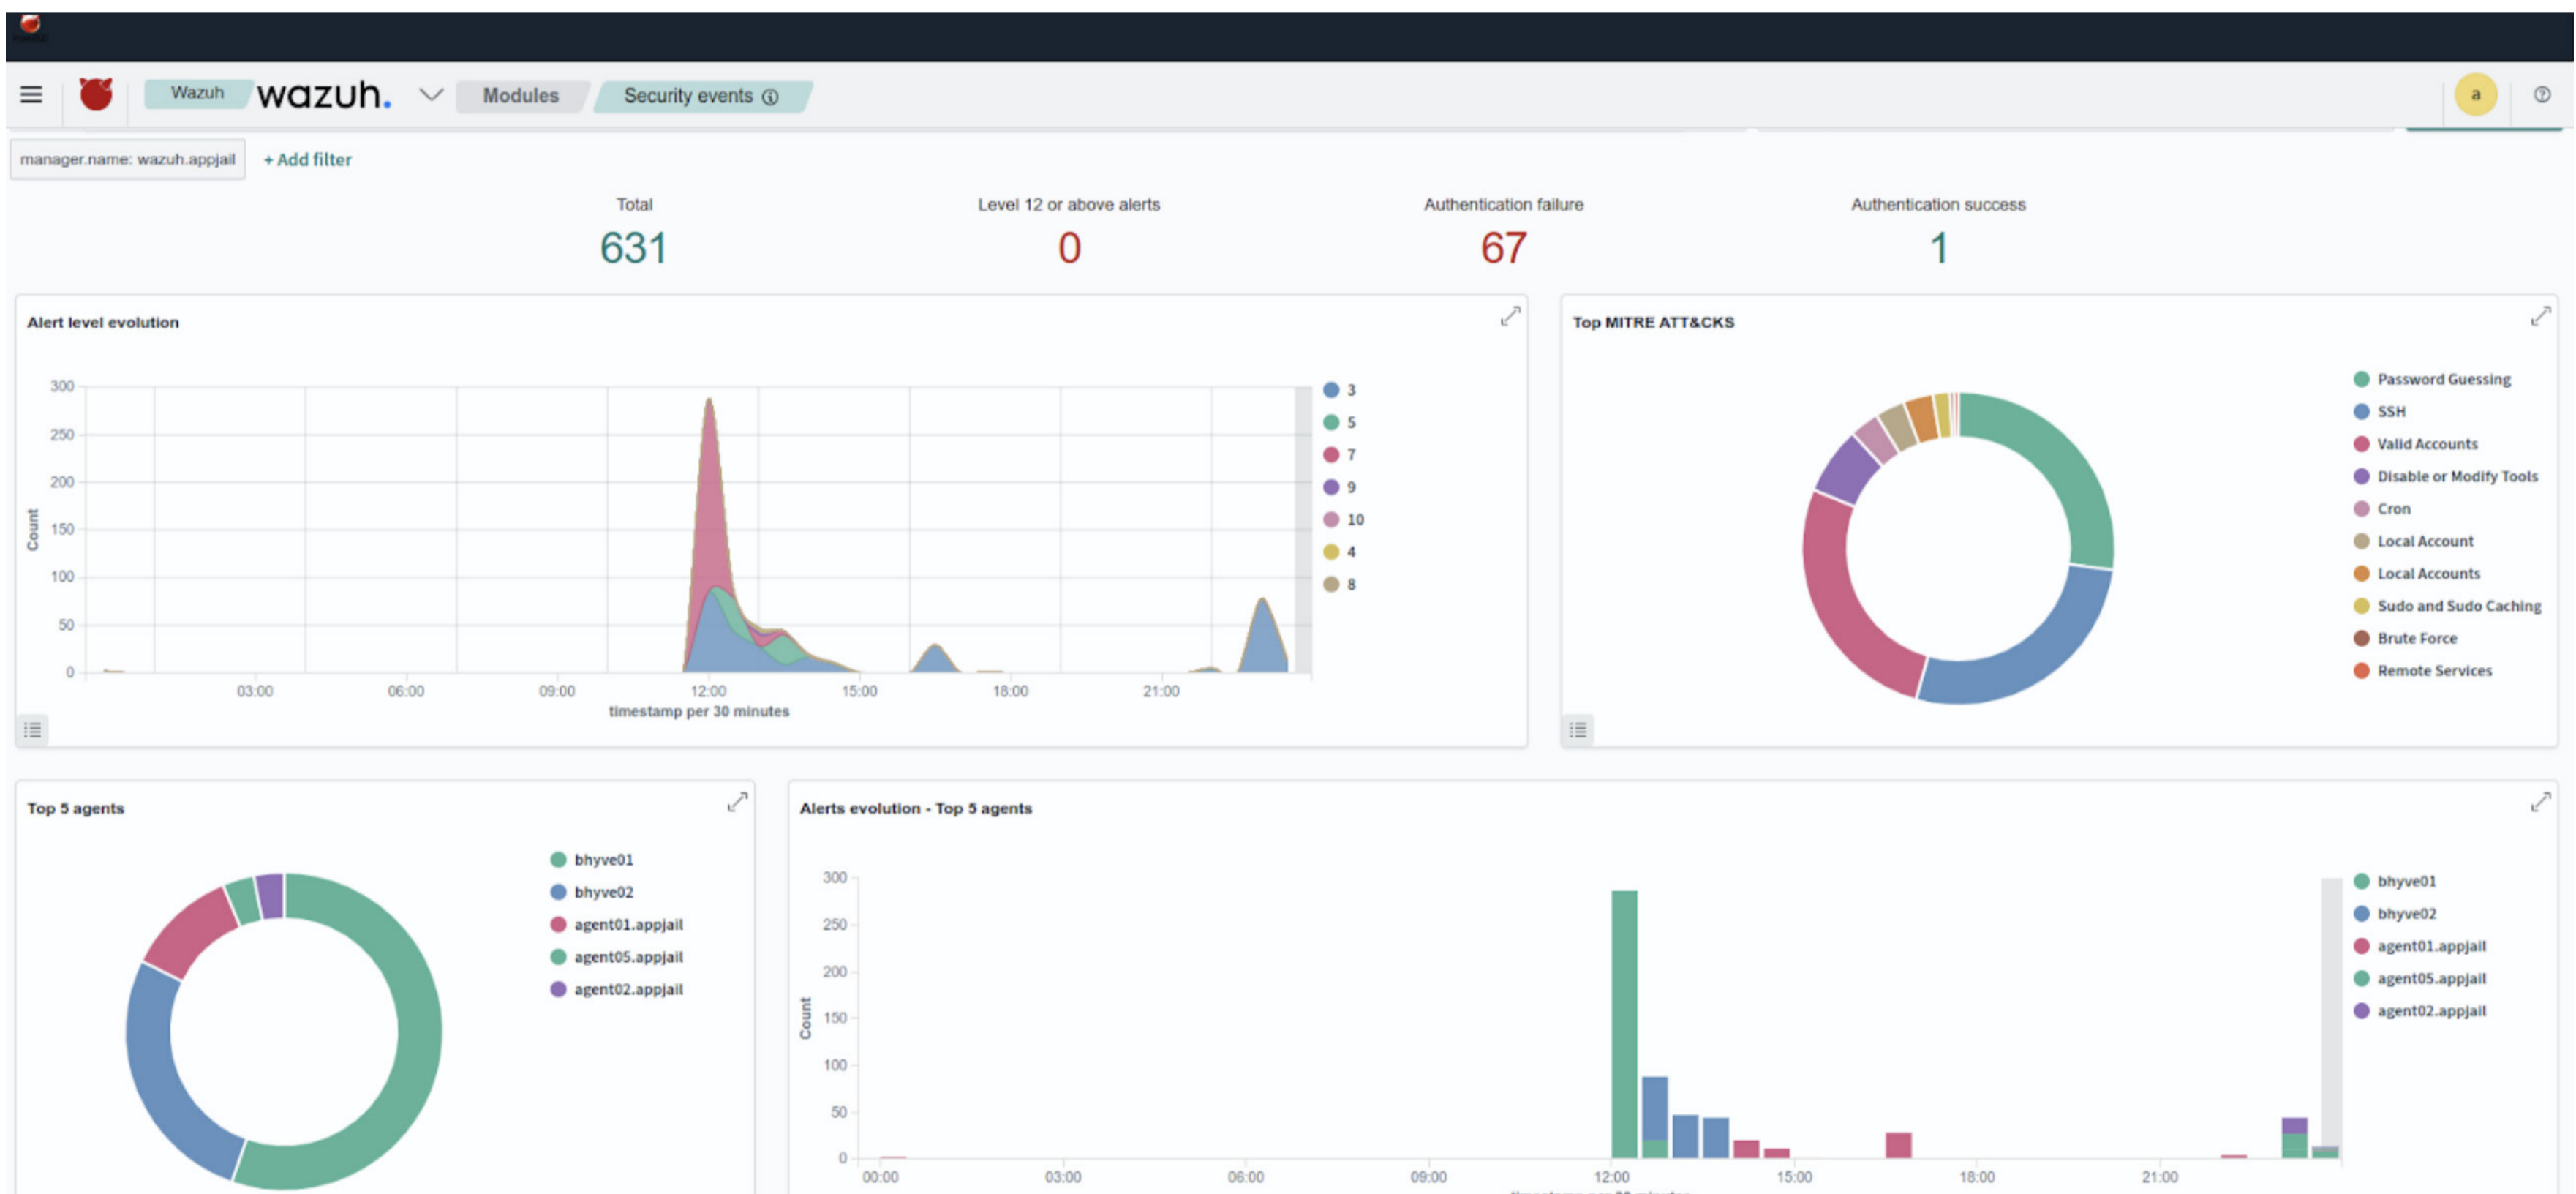 Wazuh wazuh. Modules Security events
a
manager.name: wazuh.appjail + Add filter
Total
631
Level 12 or above alerts
0
Authentication failure
67
Authentication success
1
Alert level evolution
Count
300
250
200
150
100
50
0
03:00 06:00 09:00 12:00 15:00 18:00 21:00
timestamp per 30 minutes
3
5
7
9
10
4
8
Top MITRE ATT&CKS
Password Guessing
SSH
Valid Accounts
Disable or Modify Tools
Cron
Local Account
Local Accounts
Sudo and Sudo Caching
Brute Force
Remote Services
Top 5 agents
bhyve01
bhyve02
agent01.appjail
agent05.appjail
agent02.appjail
Alerts evolution - Top 5 agents
Count
300
250
200
150
100
50
0
00:00 03:00 06:00 09:00 12:00 15:00 18:00 21:00
bhyve01
bhyve02
agent01.appjail
agent05.appjail
agent02.appjail